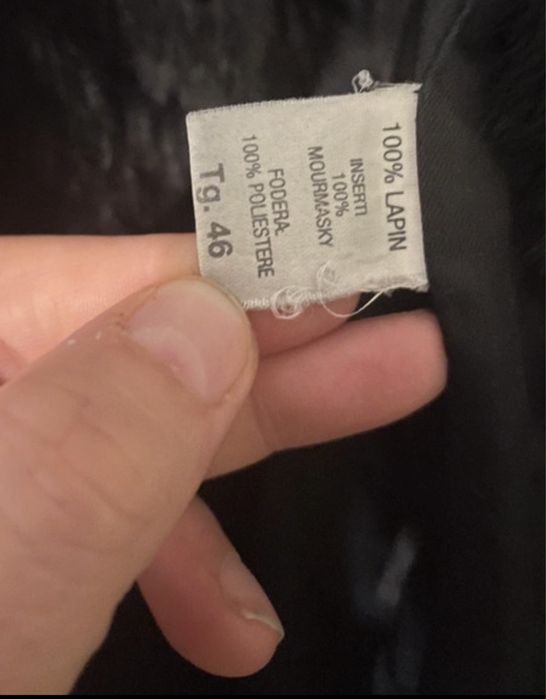 100% LAPIN
INSERTI
100%
MOURMASKY
FODERA:
100% POLIESTERE
Tg. 46